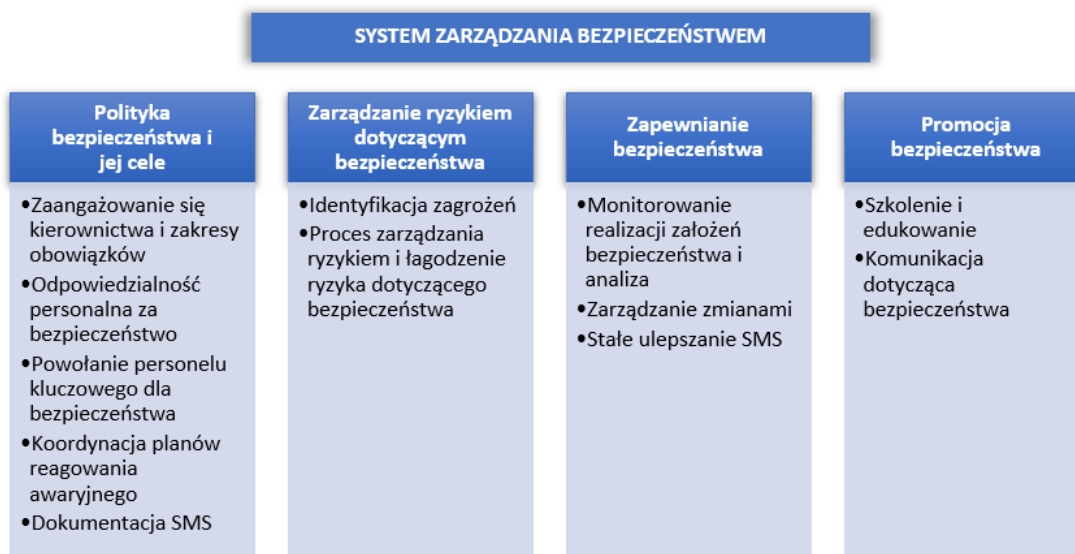 SYSTEM ZARZĄDZANIA BEZPIECZEŃSTWEM
Polityka
bezpieczeństwa i
jej cele
•Zaangażowanie się
kierownictwa i zakresy
obowiązków
•Odpowiedzialność
personalna za
bezpieczeństwo
•Powołanie personelu
kluczowego dla
bezpieczeństwa
•Koordynacja planów
reagowania
awaryjnego
•Dokumentacja SMS
Zarządzanie ryzykiem
dotyczącym
bezpieczeństwa
•Identyfikacja zagrożeń
•Proces zarządzania
ryzykiem i łagodzenie
ryzyka dotyczącego
bezpieczeństwa
Zapewnianie
bezpieczeństwa
•Monitorowanie
realizacji założeń
bezpieczeństwa i
analiza
•Zarządzanie zmianami
•Stałe ulepszanie SMS
Promocja
bezpieczeństwa
•Szkolenie i
edukowanie
•Komunikacja
dotycząca
bezpieczeństwa